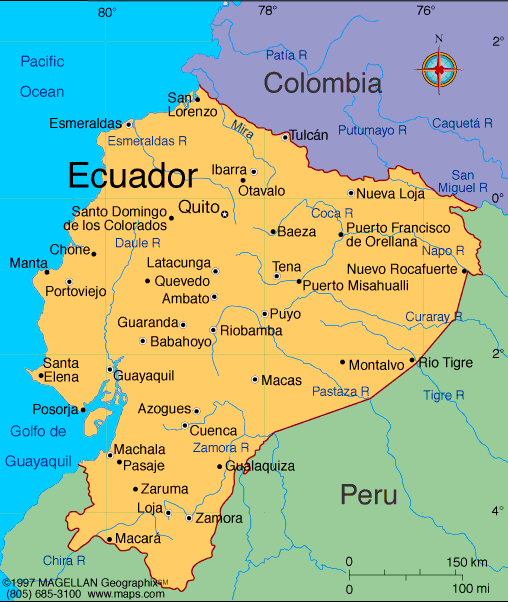 80°
78°
76°
2°
Pacific
Ocean
Patía R
N
Colombia
San
Lorenzo
Esmeraldas
Esmeraldas R
Mira
Tulcán
Putumayo R
Caquetá R
Ecuador
Ibarra
Otavalo
San
Miguel R
Nueva Loja
0°
Quito
Santo Domingo
de los Colorados
Coca R
Daule R
Baeza
Puerto Francisco
de Orellana
Chone
Napo R
Manta
Latacunga
Tena
Nuevo Rocafuerte
Portoviejo
Quevedo
Puerto Misahualli
Ambato
Guaranda
Puyo
Curaray R
Riobamba
Babahoyo
2°
Santa
Elena
Guayaquil
Macas
Montalvo
Rio Tigre
Pastaza R
Tigre R
Posorja
Azogues
Golfo de
Guayaquil
Cuenca
Machala
Zamora R
Pasaje
Gualaquiza
Zaruma
Peru
Loja
Zamora
4°
Macará
Chira R
0
150 km
0
100 mi
©1997 MAGELLAN Geographix℠
(805) 685-3100 www.maps.com